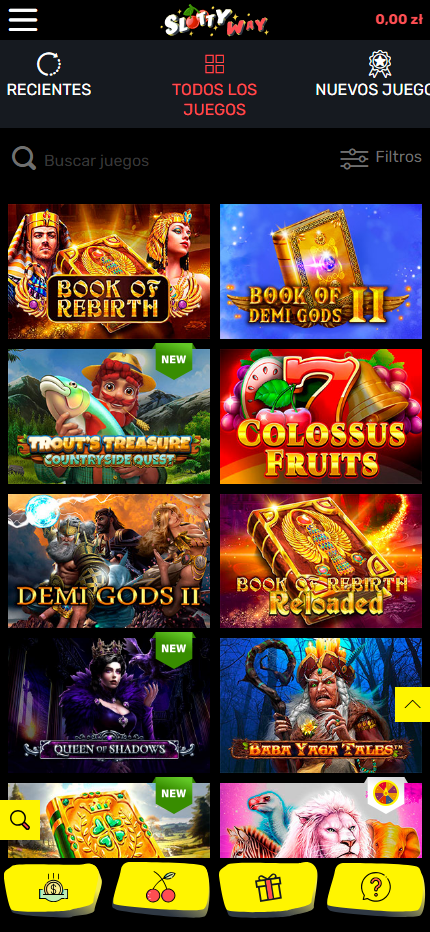 SLOTTY WAY
0,00 zł
RECIENTES
TODOS LOS
JUEGOS
NUEVOS JUEGO
Buscar juegos
Filtros
BOOK OF
REBIRTH
BOOK OF
DEMI GODS II
NEW
TROUT'S TREASURE
COUNTRYSIDE QUEST
7
COLOSSUS
FRUITS
DEMI GODS II
BOOK OF REBIRTH
Reloaded
NEW
QUEEN OF SHADOWS
BABA YAGA TALES™
NEW